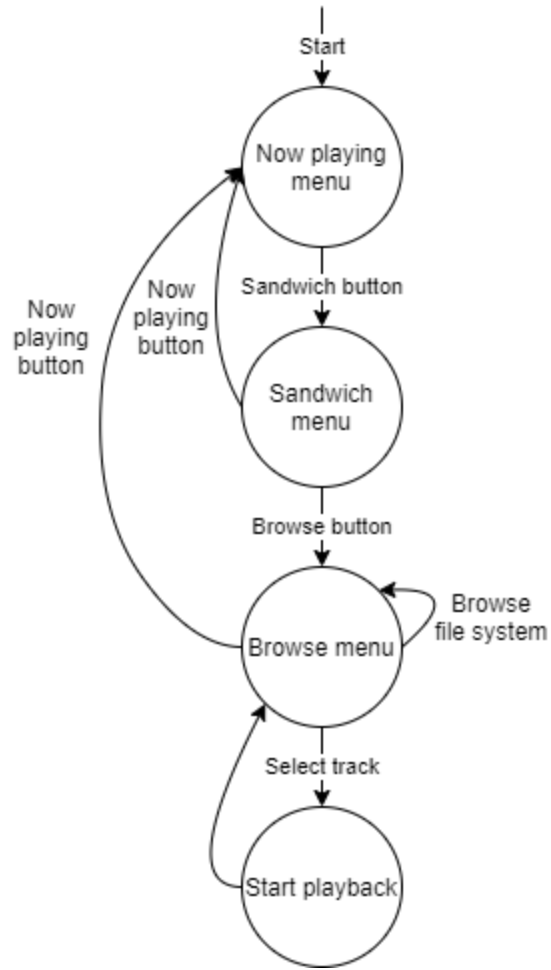 Start
Now playing
menu
Sandwich button
Now
playing
button
Now
playing
button
Sandwich
menu
Browse button
Browse
file system
Browse menu
Select track
Start playback